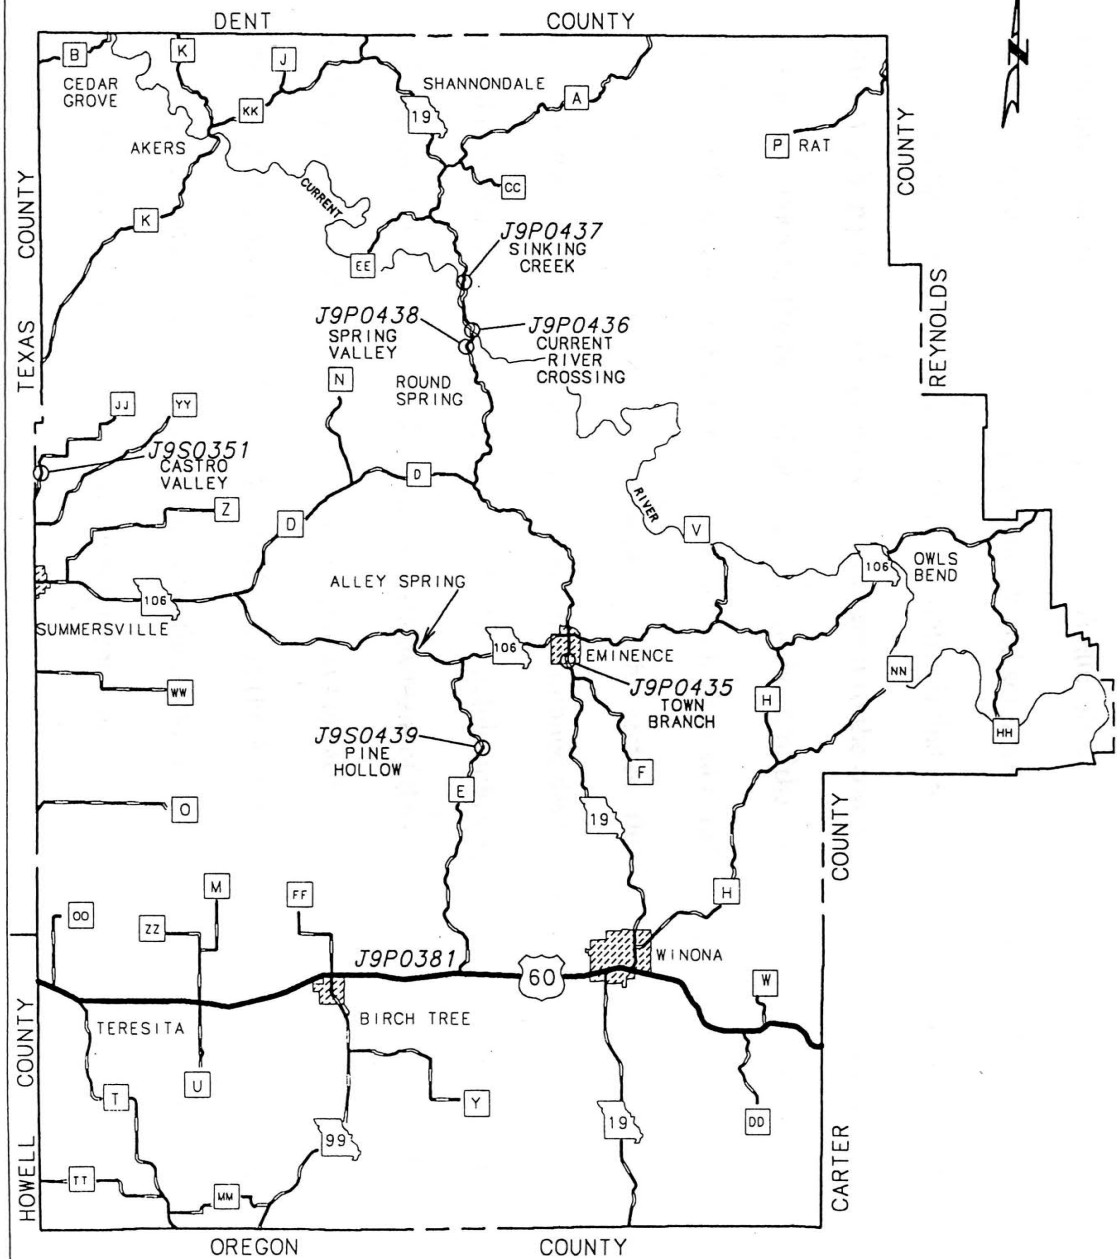 DENT COUNTY
N
B
K
J
CEDAR
GROVE
KK
SHANNONDALE
19
A
AKERS
P
RAT
COUNTY
CURRENT
CC
K
TEXAS COUNTY
EE
J9P0437
SINKING
CREEK
REYNOLDS
J9P0438
SPRING
VALLEY
J9P0436
CURRENT
RIVER
CROSSING
N
ROUND
SPRING
JJ
YY
J9S0351
CASTRO
VALLEY
D
Z
D
RIVER
V
106
OWLS
BEND
ALLEY SPRING
106
SUMMERSVILLE
106
EMINENCE
NN
WW
J9P0435
TOWN
BRANCH
H
HH
J9S0439
PINE
HOLLOW
F
E
O
19
COUNTY
M
FF
H
OO
ZZ
J9P0381
60
WINONA
W
TERESITA
BIRCH TREE
HOWELL COUNTY
U
T
Y
DD
99
19
CARTER
TT
MM
OREGON COUNTY